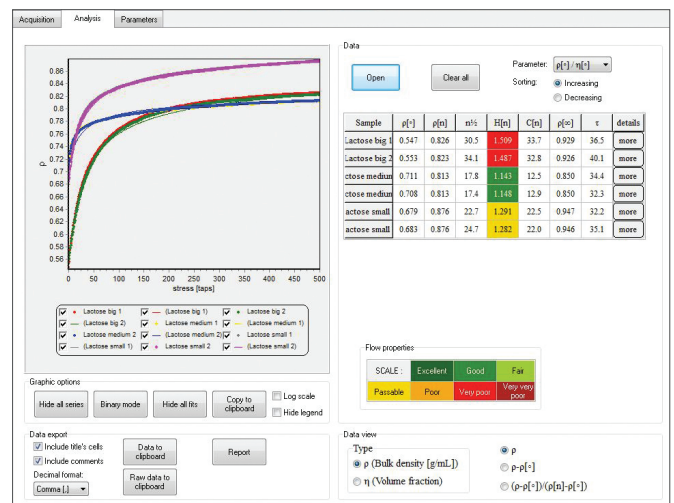 Acquisition Analysis Parameters
0.86
0.84
0.82
0.8
0.78
0.76
0.74
0.72
0.7
0.68
0.66
0.64
0.62
0.6
0.58
0.56
ρ
0 50 100 150 200 250 300 350 400 450 500
stress [taps]
Lactose big 1 (Lactose big 1) Lactose big 2
(Lactose big 2) Lactose medium 1 (Lactose medium 1)
Lactose medium 2 (Lactose medium 2) Lactose small 1
(Lactose small 1) Lactose small 2 (Lactose small 2)
Graphic options
Hide all series Binary mode Hide all fits Copy to clipboard
Log scale
Hide legend
Data export
Include title's cells
Include comments
Decimal format:
Comma [,]
Data to clipboard
Raw data to clipboard
Report
Data
Open Clear all
Parameter: ρ[∘] / η[∘]
Sorting: Increasing
Decreasing
Sample ρ[∘] ρ[n] n½ H[n] C[n] ρ[∞] τ details
Lactose big 1 0.547 0.826 30.5 1.509 33.7 0.929 36.5 more
Lactose big 2 0.553 0.823 34.1 1.487 32.8 0.926 40.1 more
ctose medium 0.711 0.813 17.8 1.143 12.5 0.850 34.4 more
ctose medium 0.708 0.813 17.4 1.148 12.9 0.850 32.3 more
actose small 0.679 0.876 22.7 1.291 22.5 0.947 32.2 more
actose small 0.683 0.876 24.7 1.282 22.0 0.946 35.1 more
Flow properties
SCALE : Excellent Good Fair
Passable Poor Very poor Very very poor
Data view
Type
ρ (Bulk density [g/mL])
η (Volume fraction)
ρ
ρ-ρ[∘]
(ρ-ρ[∘])/(ρ[n]-ρ[∘])